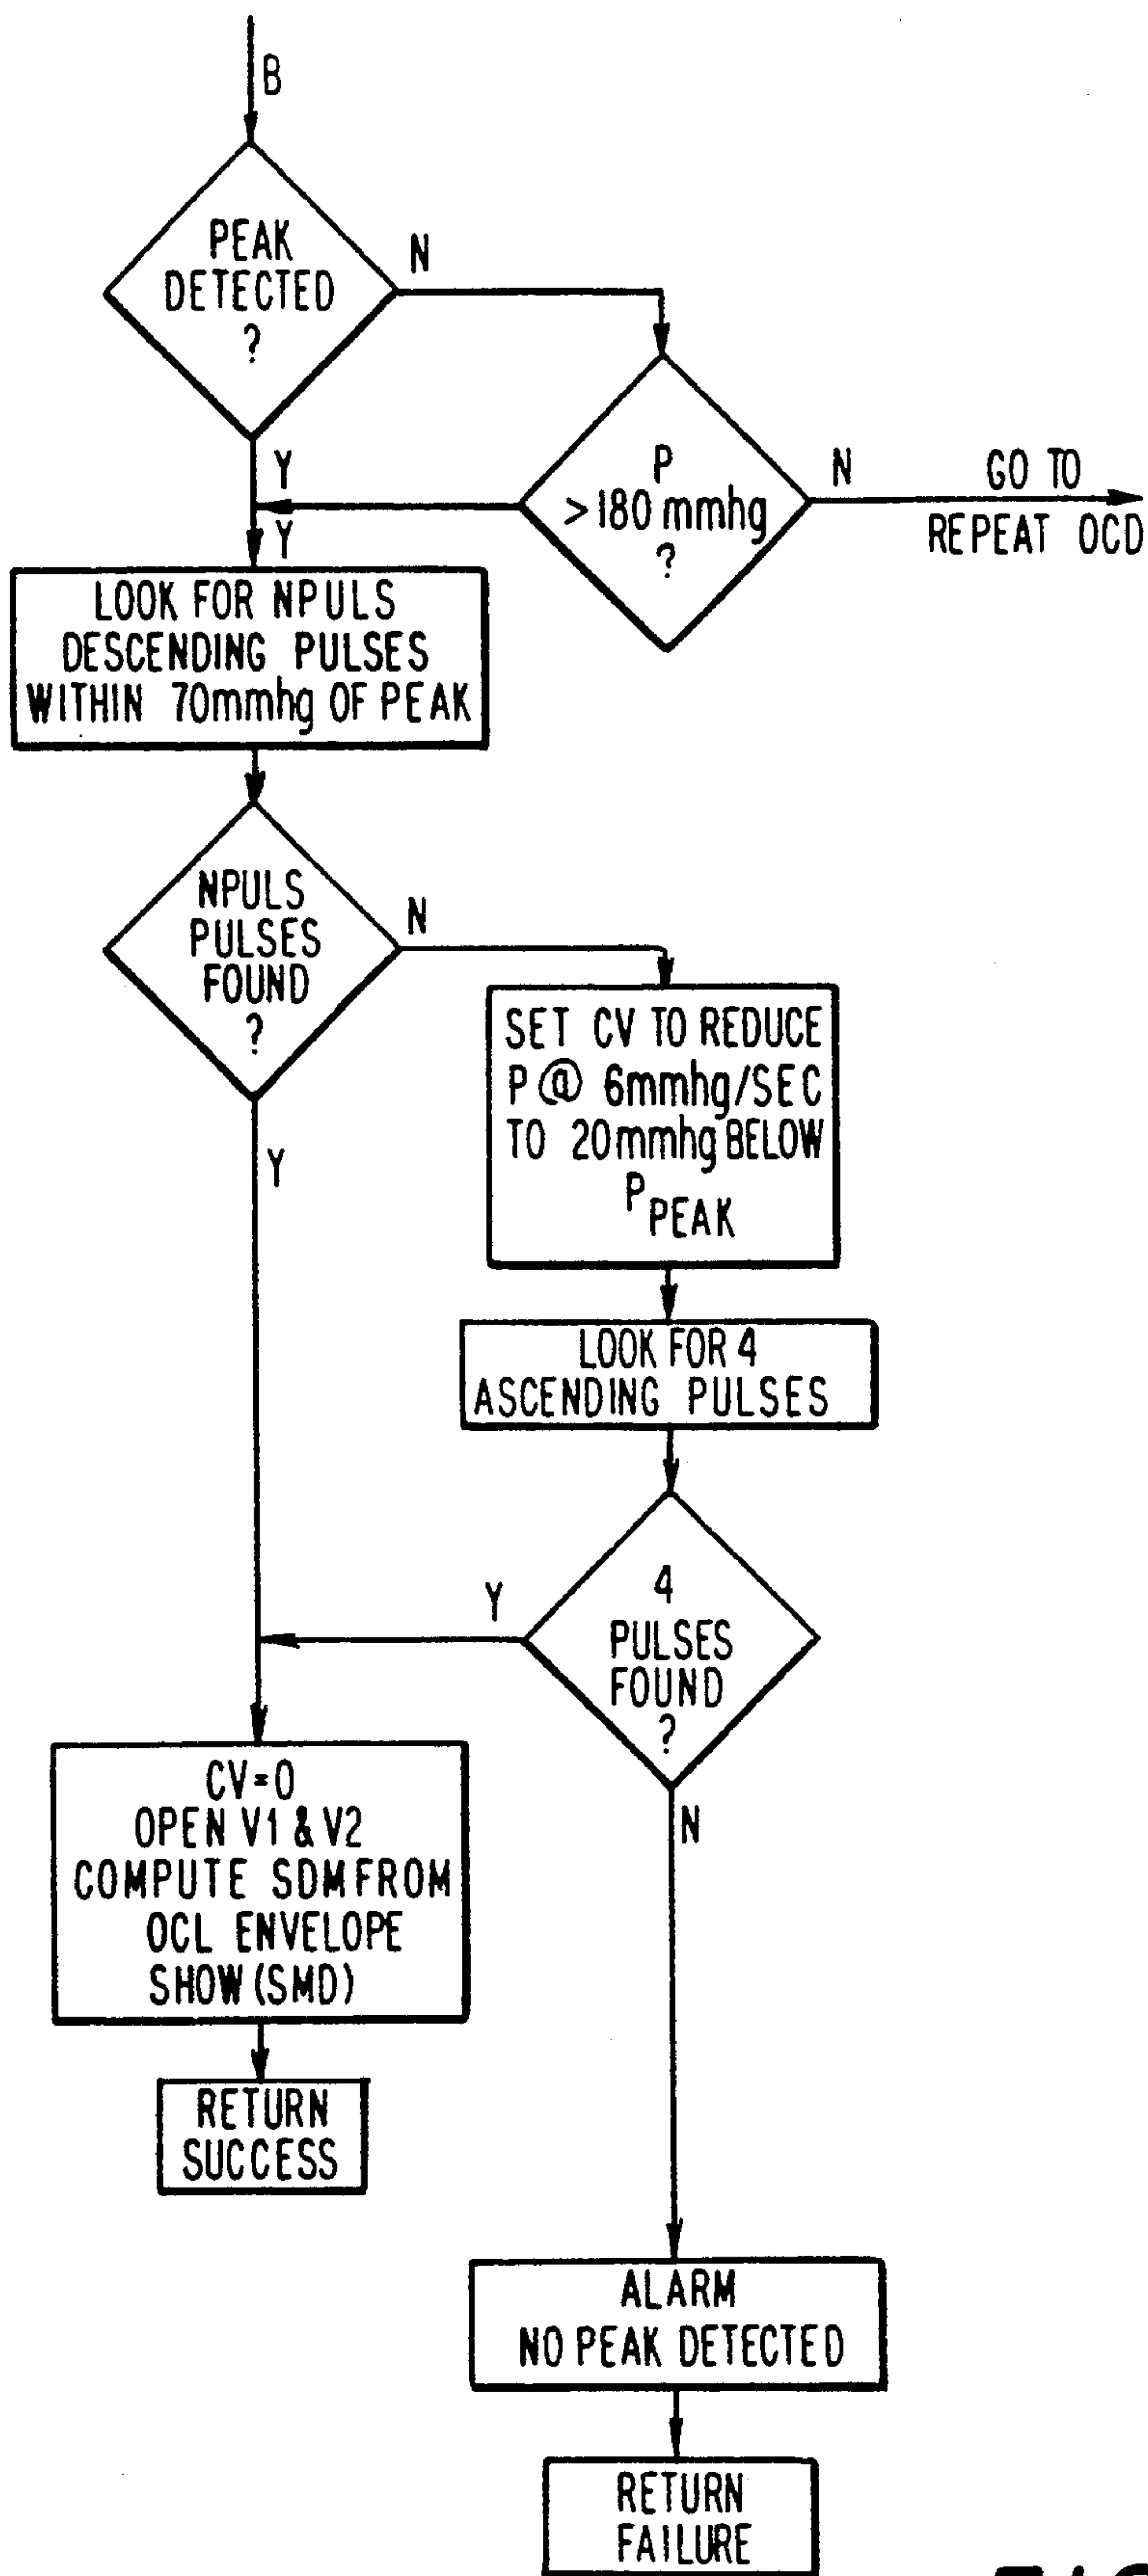 B
PEAK
DETECTED
?
N
P
>180 mmhg
?
N
GO TO
REPEAT OCD
Y
Y
LOOK FOR NPULS
DESCENDING PULSES
WITHIN 70mmhg OF PEAK
NPULS
PULSES
FOUND
?
N
Y
SET CV TO REDUCE
P @ 6mmhg/SEC
TO 20mmhg BELOW
P PEAK
LOOK FOR 4
ASCENDING PULSES
4
PULSES
FOUND
?
Y
N
CV=0
OPEN V1 & V2
COMPUTE SDM FROM
OCL ENVELOPE
SHOW (SMD)
RETURN
SUCCESS
ALARM
NO PEAK DETECTED
RETURN
FAILURE